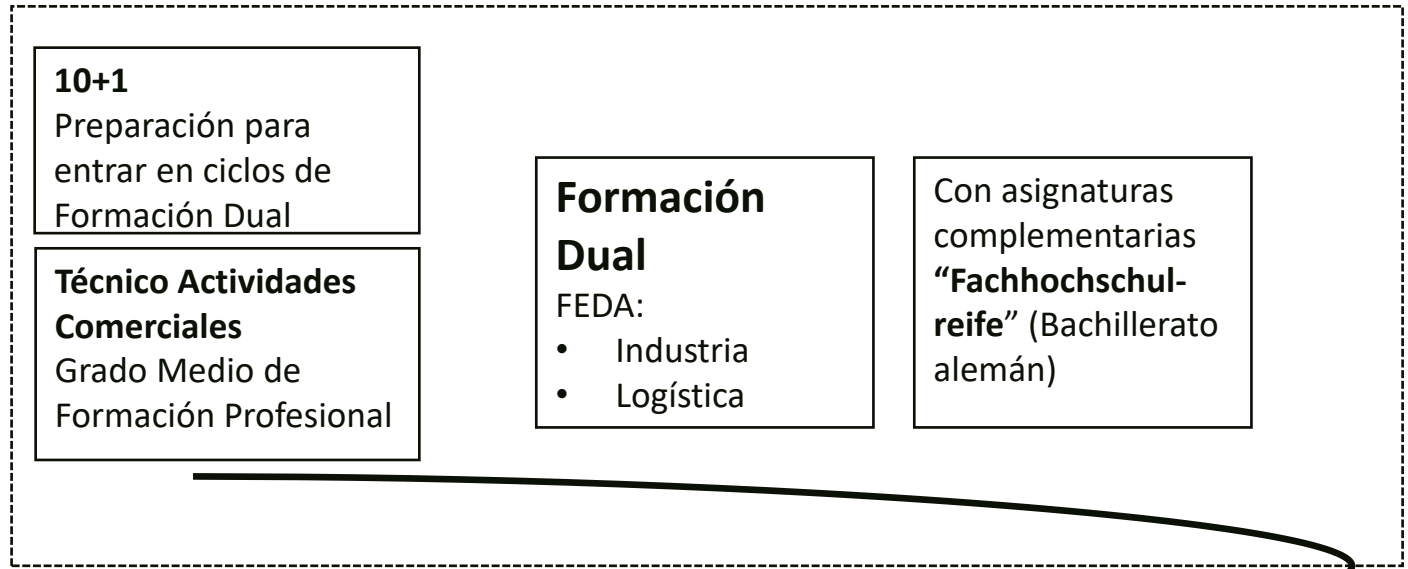 10+1
Preparación para
entrar en ciclos de
Formación Dual
Técnico Actividades
Comerciales
Grado Medio de
Formación Profesional
Formación
Dual
FEDA:
• Industria
• Logística
Con asignaturas
complementarias
“Fachhochschul-
reife” (Bachillerato
alemán)